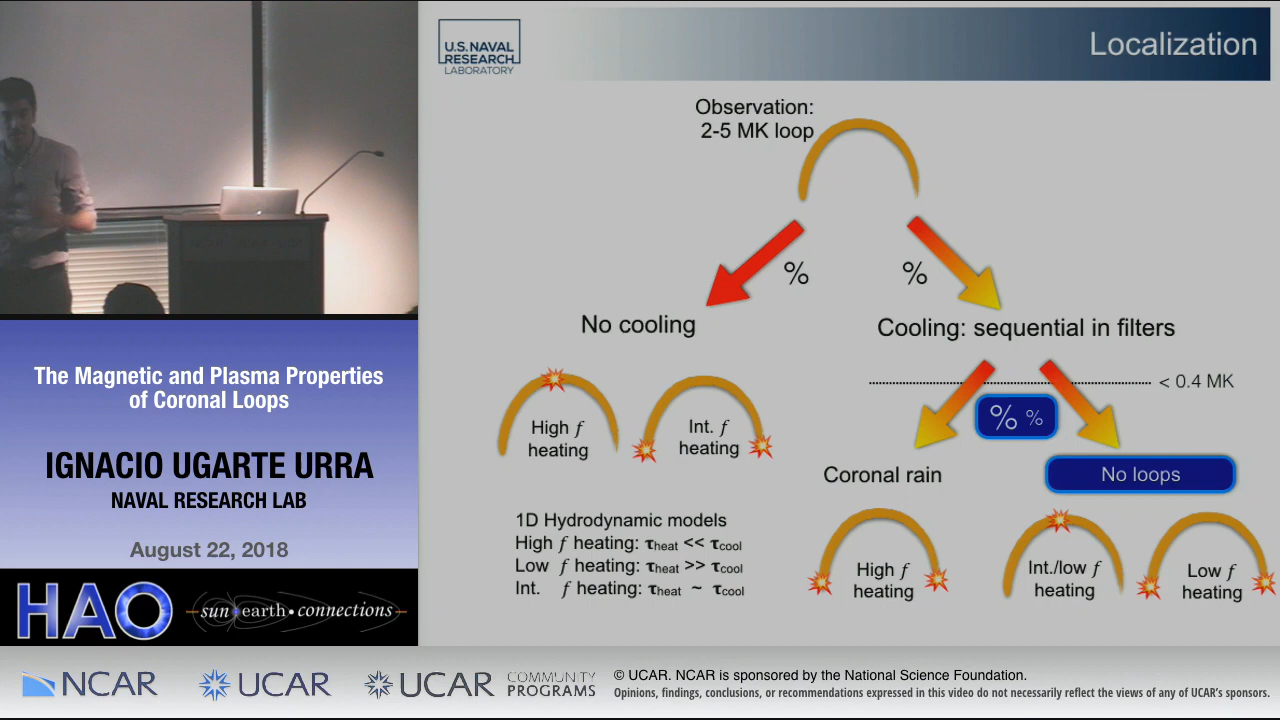 U.S. NAVAL
RESEARCH
LABORATORY
Localization
Observation:
2-5 MK loop
%
%
No cooling
Cooling: sequential in filters
< 0.4 MK
% %
High f
heating
Int. f
heating
Coronal rain
No loops
1D Hydrodynamic models
High f heating: τheat << τcool
Low f heating: τheat >> τcool
Int. f heating: τheat ~ τcool
High f
heating
Int./low f
heating
Low f
heating
The Magnetic and Plasma Properties
of Coronal Loops
IGNACIO UGARTE URRA
NAVAL RESEARCH LAB
August 22, 2018
HAO
sun earth • connections
NCAR
UCAR
UCAR
COMMUNITY
PROGRAMS
© UCAR. NCAR is sponsored by the National Science Foundation.
Opinions, findings, conclusions, or recommendations expressed in this video do not necessarily reflect the views of any of UCAR's sponsors.